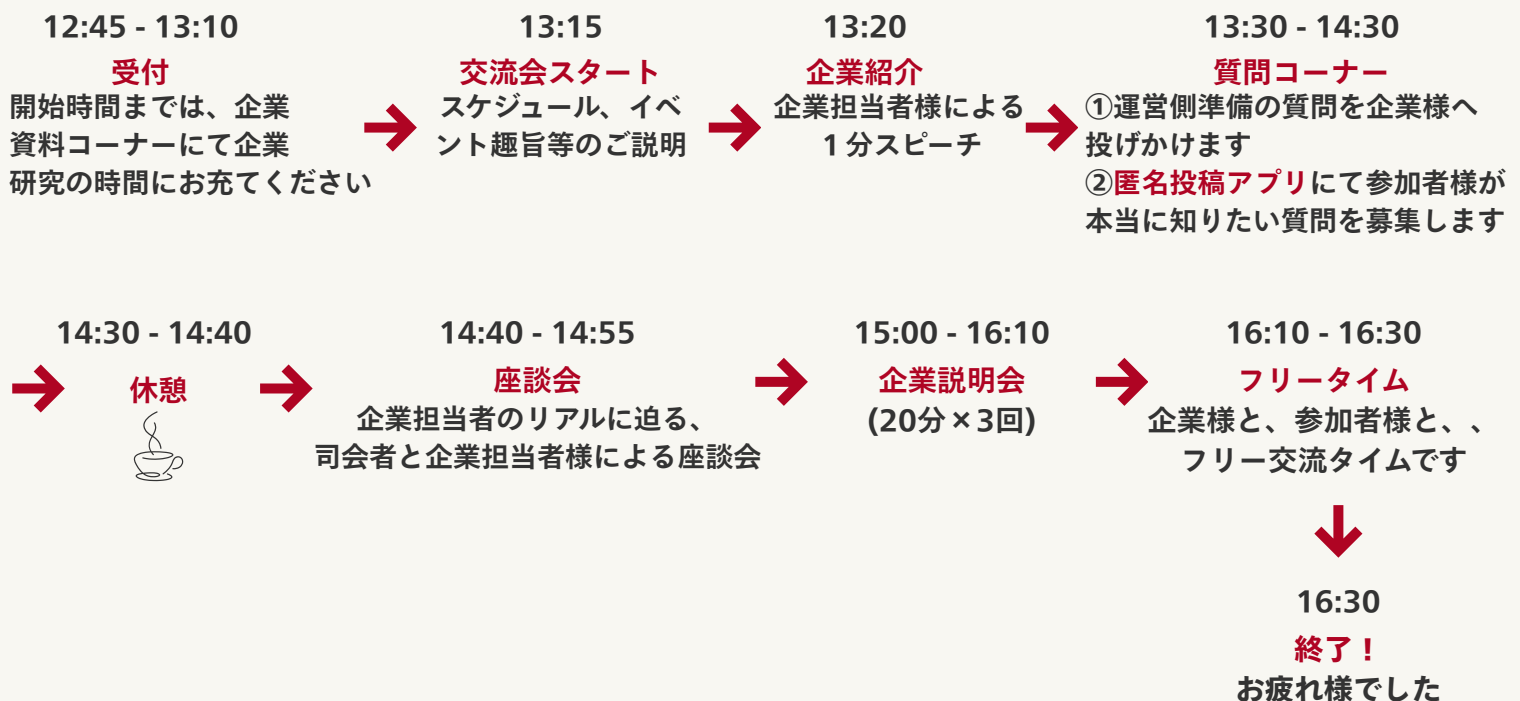 12:45 - 13:10
受付
開始時間までは、企業
資料コーナーにて企業
研究の時間にお充てください
13:15
交流会スタート
スケジュール、イベ
ント趣旨等のご説明
13:20
企業紹介
企業担当者様による
1分スピーチ
13:30 - 14:30
質問コーナー
①運営側準備の質問を企業様へ
投げかけます
②匿名投稿アプリにて参加者様が
本当に知りたい質問を募集します
14:30 - 14:40
休憩
14:40 - 14:55
座談会
企業担当者のリアルに迫る、
司会者と企業担当者様による座談会
15:00 - 16:10
企業説明会
(20分×3回)
16:10 - 16:30
フリータイム
企業様と、参加者様と、、
フリー交流タイムです
16:30
終了！
お疲れ様でした